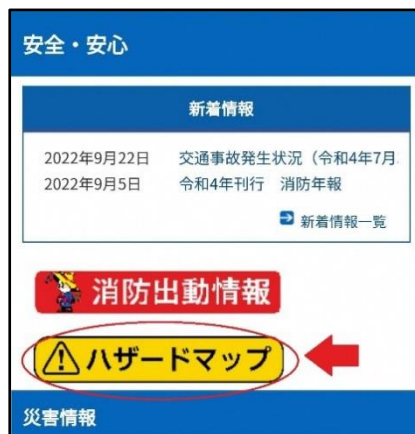 安全・安心
新着情報
2022年9月22日 交通事故発生状況（令和4年7月
2022年9月5日 令和4年刊行 消防年報
新着情報一覧
消防出動情報
ハザードマップ
災害情報